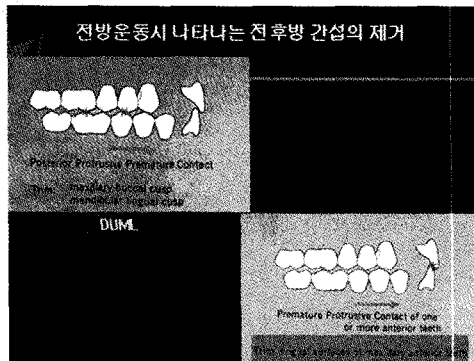 전방운동시 나타나는 전후방 간섭의 제거
Posterior Protrusive Premature Contact
Trim: maxillary buccal cusp
mandibular lingual cusp
DUML
Premature Protrusive Contact of one
or more anterior teeth